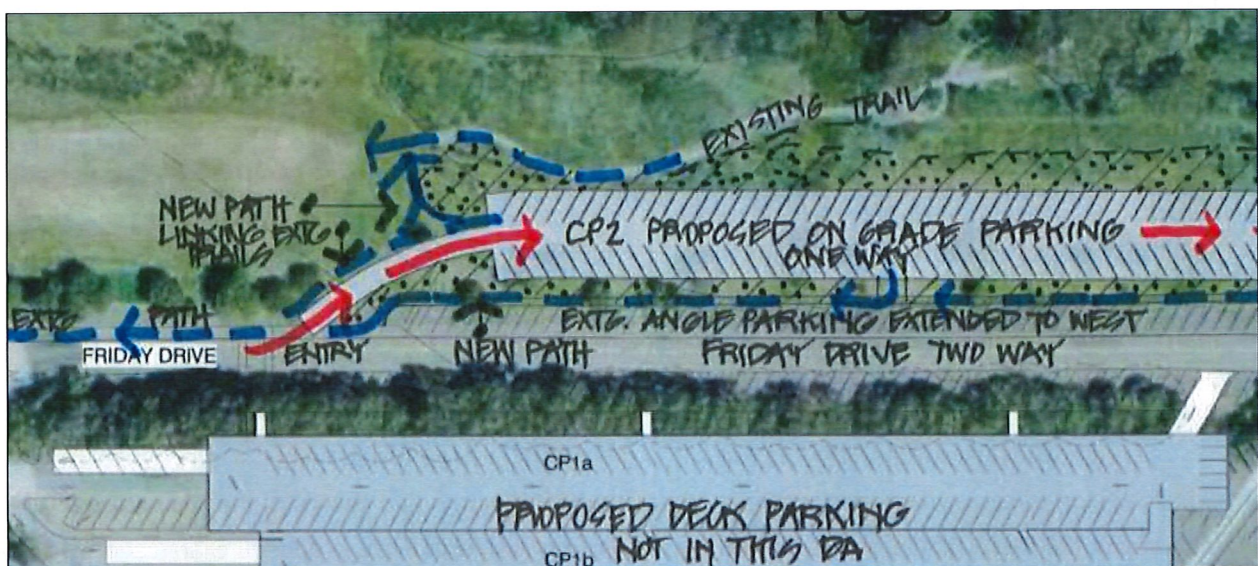 EXISTING TRAIL
NEW PATH
LINKING EXTG
TRAILS
CP2 PROPOSED ON GRADE PARKING
ONE WAY
EXTG PATH
FRIDAY DRIVE
ENTRY
NEW PATH
EXTG. ANGLE PARKING EXTENDED TO WEST
FRIDAY DRIVE TWO WAY
CP1a
PROPOSED DECK PARKING
NOT IN THIS DA
CP1b